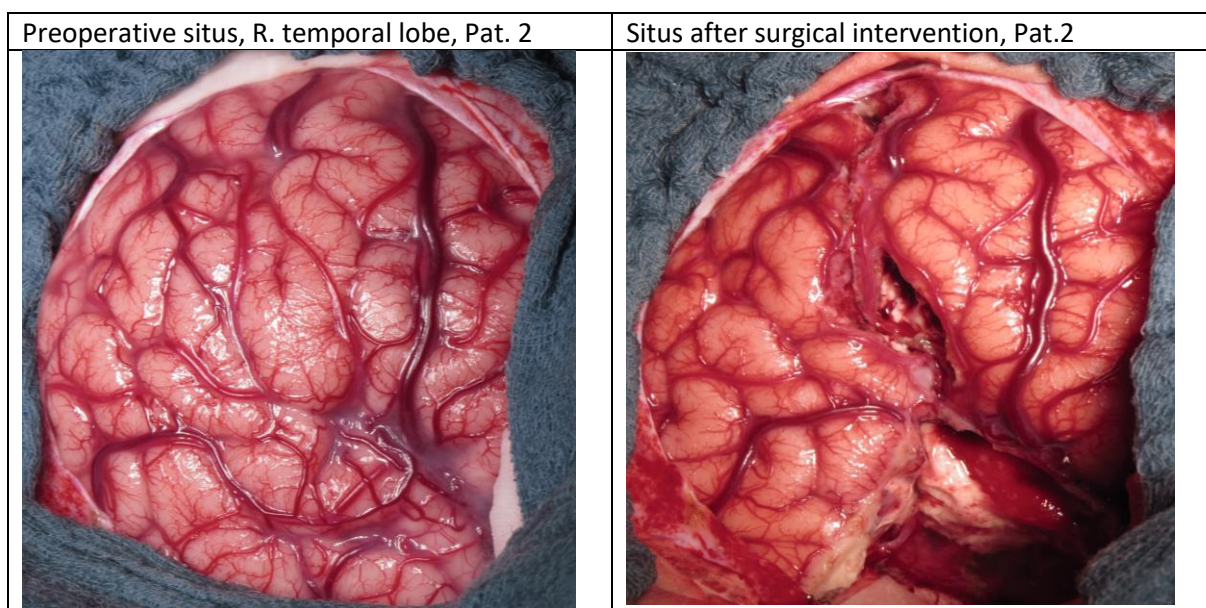 Preoperative situs, R. temporal lobe, Pat. 2
Situs after surgical intervention, Pat.2